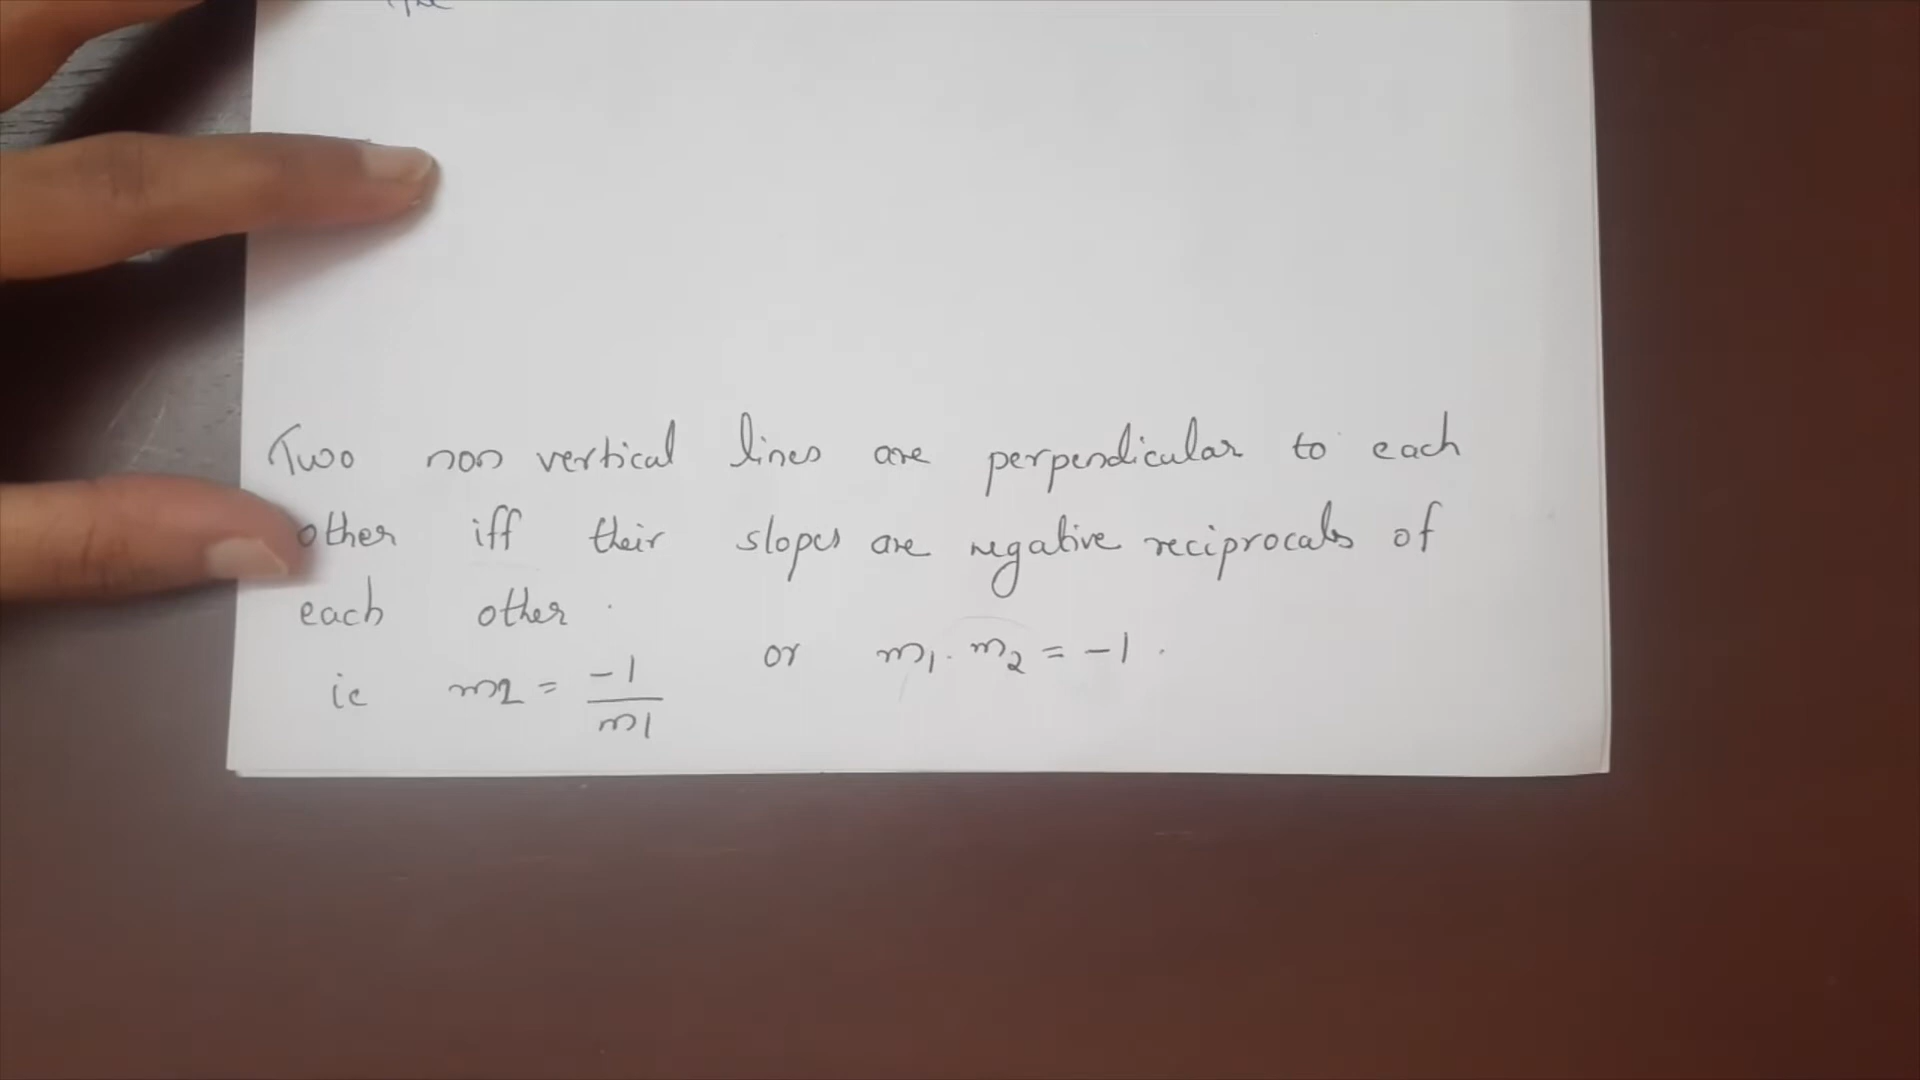 Two non vertical lines are perpendicular to each
other iff their slopes are negative reciprocals of
each other.
ie m2 = -1/m1 or m1. m2 = -1.